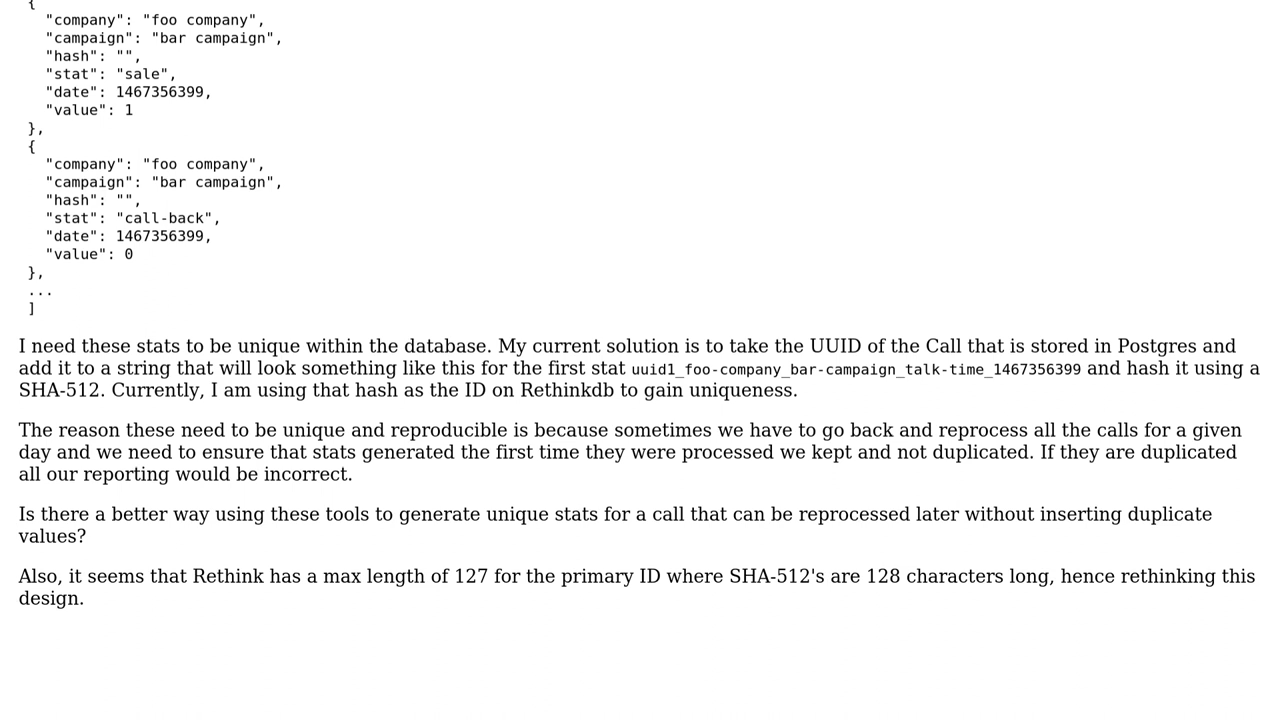 {
"company": "foo company",
"campaign": "bar campaign",
"hash": "",
"stat": "sale",
"date": 1467356399,
"value": 1
},
{
"company": "foo company",
"campaign": "bar campaign",
"hash": "",
"stat": "call-back",
"date": 1467356399,
"value": 0
},
...
]
I need these stats to be unique within the database. My current solution is to take the UUID of the Call that is stored in Postgres and
add it to a string that will look something like this for the first stat uuid1_foo-company_bar-campaign_talk-time_1467356399 and hash it using a
SHA-512. Currently, I am using that hash as the ID on Rethinkdb to gain uniqueness.
The reason these need to be unique and reproducible is because sometimes we have to go back and reprocess all the calls for a given
day and we need to ensure that stats generated the first time they were processed we kept and not duplicated. If they are duplicated
all our reporting would be incorrect.
Is there a better way using these tools to generate unique stats for a call that can be reprocessed later without inserting duplicate
values?
Also, it seems that Rethink has a max length of 127 for the primary ID where SHA-512's are 128 characters long, hence rethinking this
design.